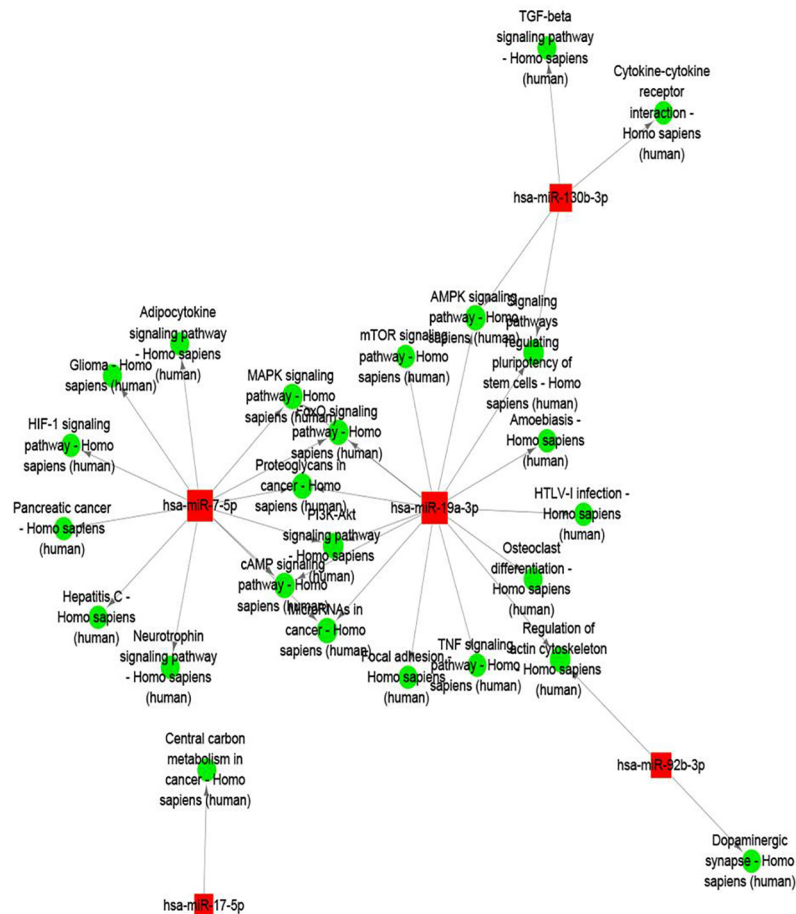 TGF-beta
signaling pathway
- Homo sapiens
(human)
Cytokine-cytokine
receptor
interaction -
Homo sapiens
(human)
hsa-miR-130b-3p
AMPK signaling
pathway - Homo
sapiens (human)
Signaling
pathways
regulating
pluripotency of
stem cells - Homo
sapiens (human)
mTOR signaling
pathway - Homo
sapiens (human)
Adipocytokine
signaling pathway
- Homo sapiens
(human)
Glioma - Homo
sapiens (human)
MAPK signaling
pathway - Homo
sapiens (human)
FoxO signaling
pathway - Homo
sapiens (human)
Amoebiasis -
Homo sapiens
(human)
HIF-1 signaling
pathway - Homo
sapiens (human)
Proteoglycans in
cancer - Homo
sapiens (human)
hsa-miR-7-5p
hsa-miR-19a-3p
HTLV-I infection -
Homo sapiens
(human)
Pancreatic cancer
- Homo sapiens
(human)
PI3K-Akt
signaling pathway
- Homo sapiens
(human)
Osteoclast
differentiation -
Homo sapiens
(human)
cAMP signaling
pathway - Homo
sapiens (human)
Hepatitis C -
Homo sapiens
(human)
MicroRNAs in
cancer - Homo
sapiens (human)
Neurotrophin
signaling pathway
- Homo sapiens
(human)
Focal adhesion -
Homo sapiens
(human)
TNF signaling
pathway - Homo
sapiens (human)
Regulation of
actin cytoskeleton
- Homo sapiens
(human)
Central carbon
metabolism in
cancer - Homo
sapiens (human)
hsa-miR-92b-3p
Dopaminergic
synapse - Homo
sapiens (human)
hsa-miR-17-5p